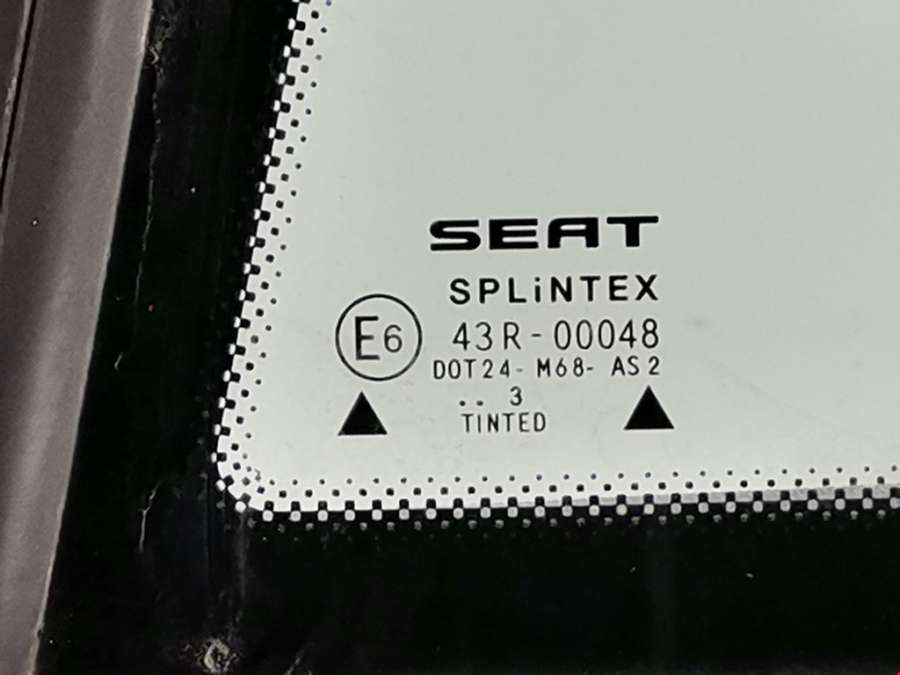 SEAT
SPLiNTEX
E6 43R-00048
DOT24-M68-AS2
.. 3
TINTED